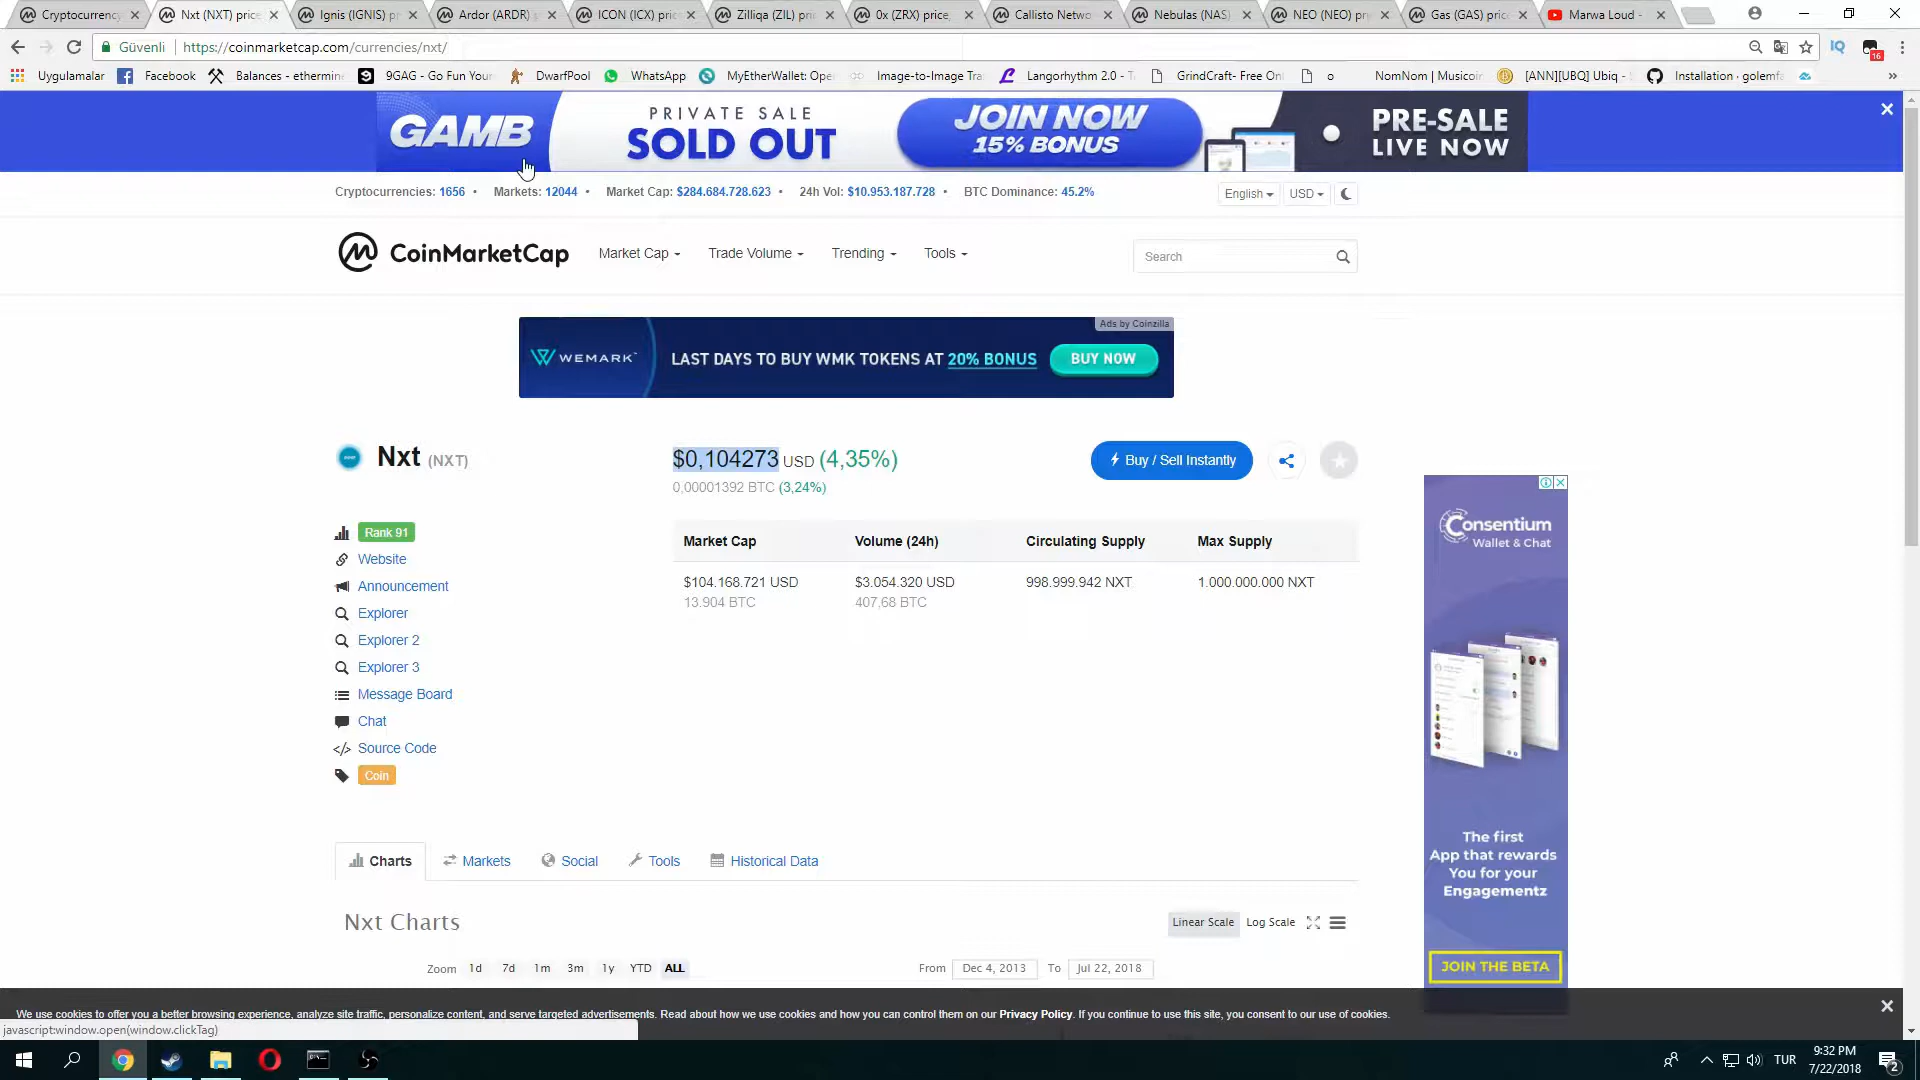 Cryptocurrency
Nxt (NXT) price
Ignis (IGNIS) pr
Ardor (ARDR)
ICON (ICX) price
Zilliqa (ZIL) price
0x (ZRX) price,
Callisto Netwo
Nebulas (NAS)
NEO (NEO) pri
Gas (GAS) price
Marwa Loud -
Güvenli
https://coinmarketcap.com/currencies/nxt/
16
Uygulamalar
Facebook
Balances - ethermine
9GAG - Go Fun Your
DwarfPool
WhatsApp
MyEtherWallet: Ope
Image-to-Image Tra
Langorhythm 2.0 - T
GrindCraft- Free Onl
o
NomNom | Musicoin
[ANN][UBQ] Ubiq -
Installation · golemfa
»
GAMB
PRIVATE SALE
SOLD OUT
JOIN NOW
15% BONUS
PRE-SALE
LIVE NOW
Cryptocurrencies: 1656 • Markets: 12044 • Market Cap: $284.684.728.623 • 24h Vol: $10.953.187.728 • BTC Dominance: 45.2%
English
USD
CoinMarketCap
Market Cap
Trade Volume
Trending
Tools
Search
Ads by Coinzilla
WEMARK
LAST DAYS TO BUY WMK TOKENS AT 20% BONUS
BUY NOW
Nxt (NXT)
$0,104273 USD (4,35%)
0,00001392 BTC (3,24%)
Buy / Sell Instantly
Rank 91
Website
Announcement
Explorer
Explorer 2
Explorer 3
Message Board
Chat
Source Code
Coin
Market Cap Volume (24h) Circulating Supply Max Supply
$104.168.721 USD $3.054.320 USD 998.999.942 NXT 1.000.000.000 NXT
13.904 BTC 407,68 BTC
Consentium
Wallet & Chat
The first
App that rewards
You for your
Engagementz
JOIN THE BETA
Charts
Markets
Social
Tools
Historical Data
Nxt Charts
Linear Scale Log Scale
Zoom 1d 7d 1m 3m 1y YTD ALL
From Dec 4, 2013 To Jul 22, 2018
We use cookies to offer you a better browsing experience, analyze site traffic, personalize content, and serve targeted advertisements. Read about how we use cookies and how you can control them on our Privacy Policy. If you continue to use this site, you consent to our use of cookies.
javascript:window.open(window.clickTag)
TUR
9:32 PM
7/22/2018
2